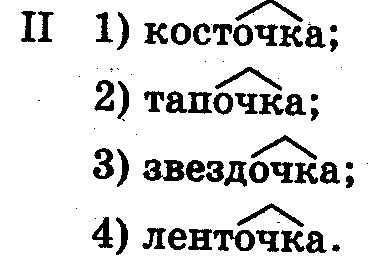 II 1) косточка;
2) тапочка;
3) звездочка;
4) ленточка.